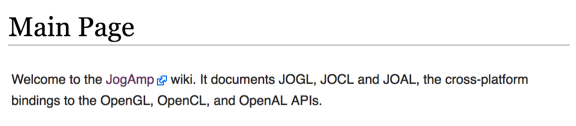 Main Page
Welcome to the JogAmp wiki. It documents JOGL, JOCL and JOAL, the cross-platform
bindings to the OpenGL, OpenCL, and OpenAL APIs.